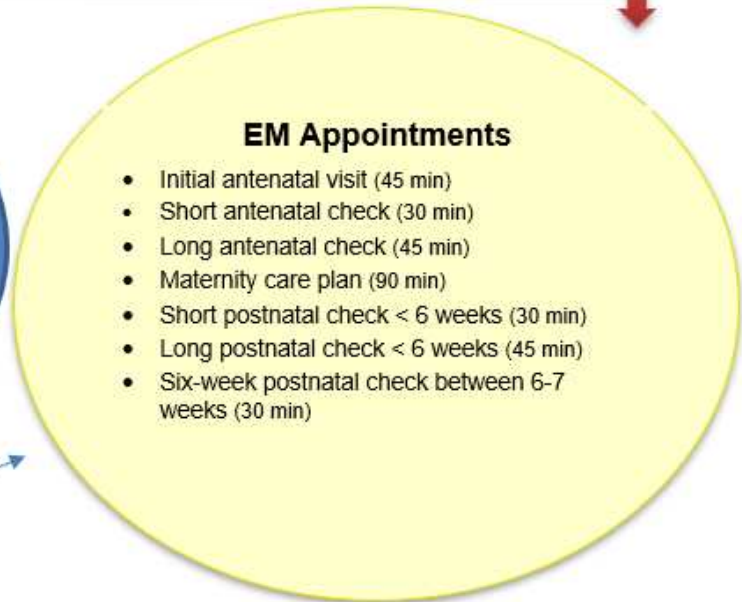 EM Appointments
• Initial antenatal visit (45 min)
• Short antenatal check (30 min)
• Long antenatal check (45 min)
• Maternity care plan (90 min)
• Short postnatal check < 6 weeks (30 min)
• Long postnatal check < 6 weeks (45 min)
• Six-week postnatal check between 6-7
weeks (30 min)